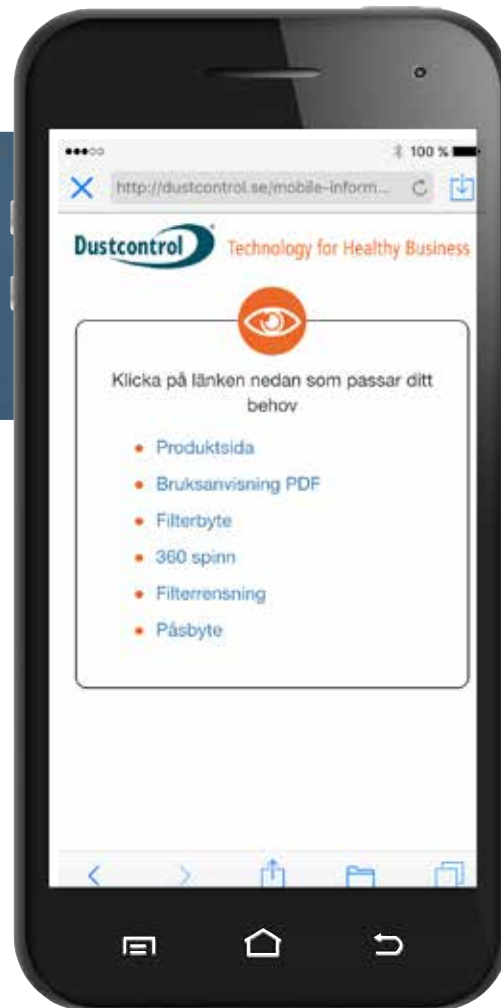 100 %
http://dustcontrol.se/mobile-inform...
Dustcontrol® Technology for Healthy Business
Klicka på länken nedan som passar ditt
behov
• Produktsida
• Bruksanvisning PDF
• Filterbyte
• 360 spinn
• Filterrensning
• Påsbyte